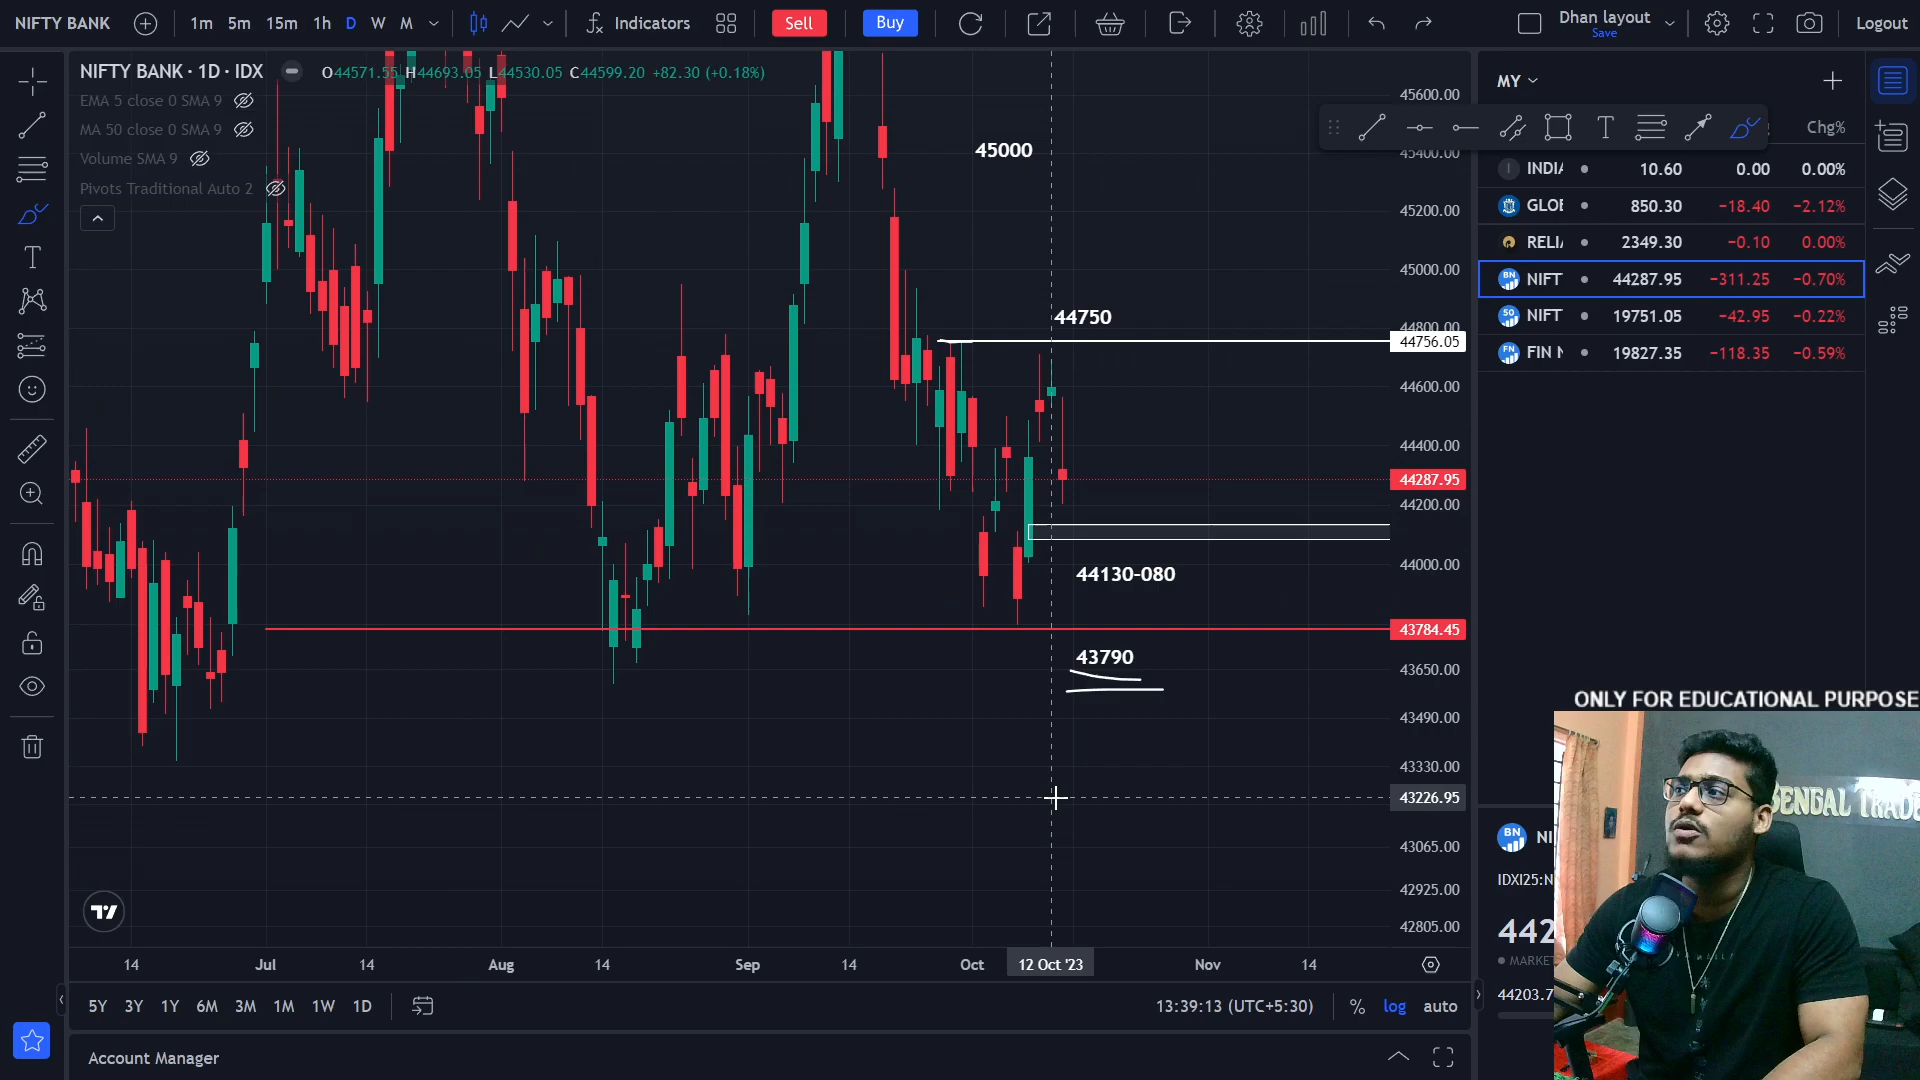 NIFTY BANK 1m 5m 15m 1h D W M Indicators Sell Buy Dhan layout Save Logout
NIFTY BANK · 1D · IDX O44571.55 H44693.05 L44530.05 C44599.20 +82.30 (+0.18%)
EMA 5 close 0 SMA 9
MA 50 close 0 SMA 9
Volume SMA 9
Pivots Traditional Auto 2
45000
44750
44130-080
43790
45600.00
45400.00
45200.00
45000.00
44800.00
44756.05
44600.00
44400.00
44287.95
44200.00
44000.00
43784.45
43650.00
43490.00
43330.00
43226.95
43065.00
42925.00
42805.00
14 Jul 14 Aug 14 Sep 14 Oct 12 Oct '23 Nov 14
5Y 3Y 1Y 6M 3M 1M 1W 1D 13:39:13 (UTC+5:30) % log auto
Account Manager
MY
Chg%
INDIA 10.60 0.00 0.00%
GLOB 850.30 −18.40 −2.12%
RELIA 2349.30 −0.10 0.00%
BN NIFT 44287.95 −311.25 −0.70%
50 NIFT 19751.05 −42.95 −0.22%
FN FIN N 19827.35 −118.35 −0.59%
ONLY FOR EDUCATIONAL PURPOSE
BENGAL TRADE
BN NI
IDXI25:N
442
MARKET
44203.7